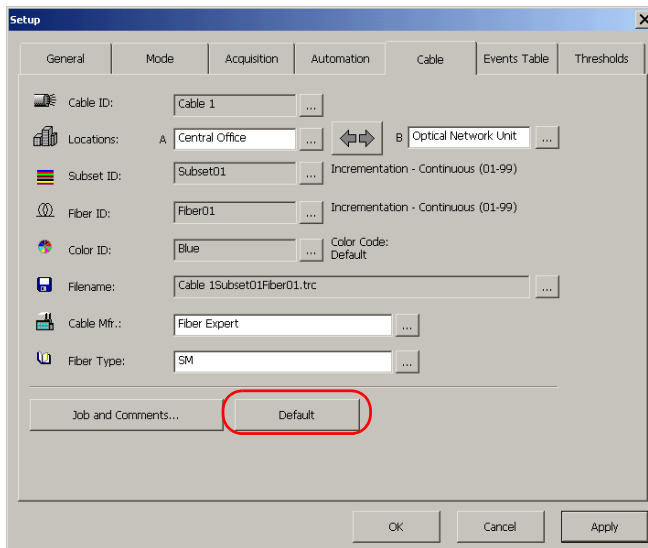 Setup
General Mode Acquisition Automation Cable Events Table Thresholds
Cable ID: Cable 1 ...
Locations: A Central Office ... B Optical Network Unit ...
Subset ID: Subset01 ... Incrementation - Continuous (01-99)
Fiber ID: Fiber01 ... Incrementation - Continuous (01-99)
Color ID: Blue ... Color Code:
Default
Filename: Cable 1Subset01Fiber01.trc ...
Cable Mfr.: Fiber Expert ...
Fiber Type: SM ...
Job and Comments... Default
OK Cancel Apply